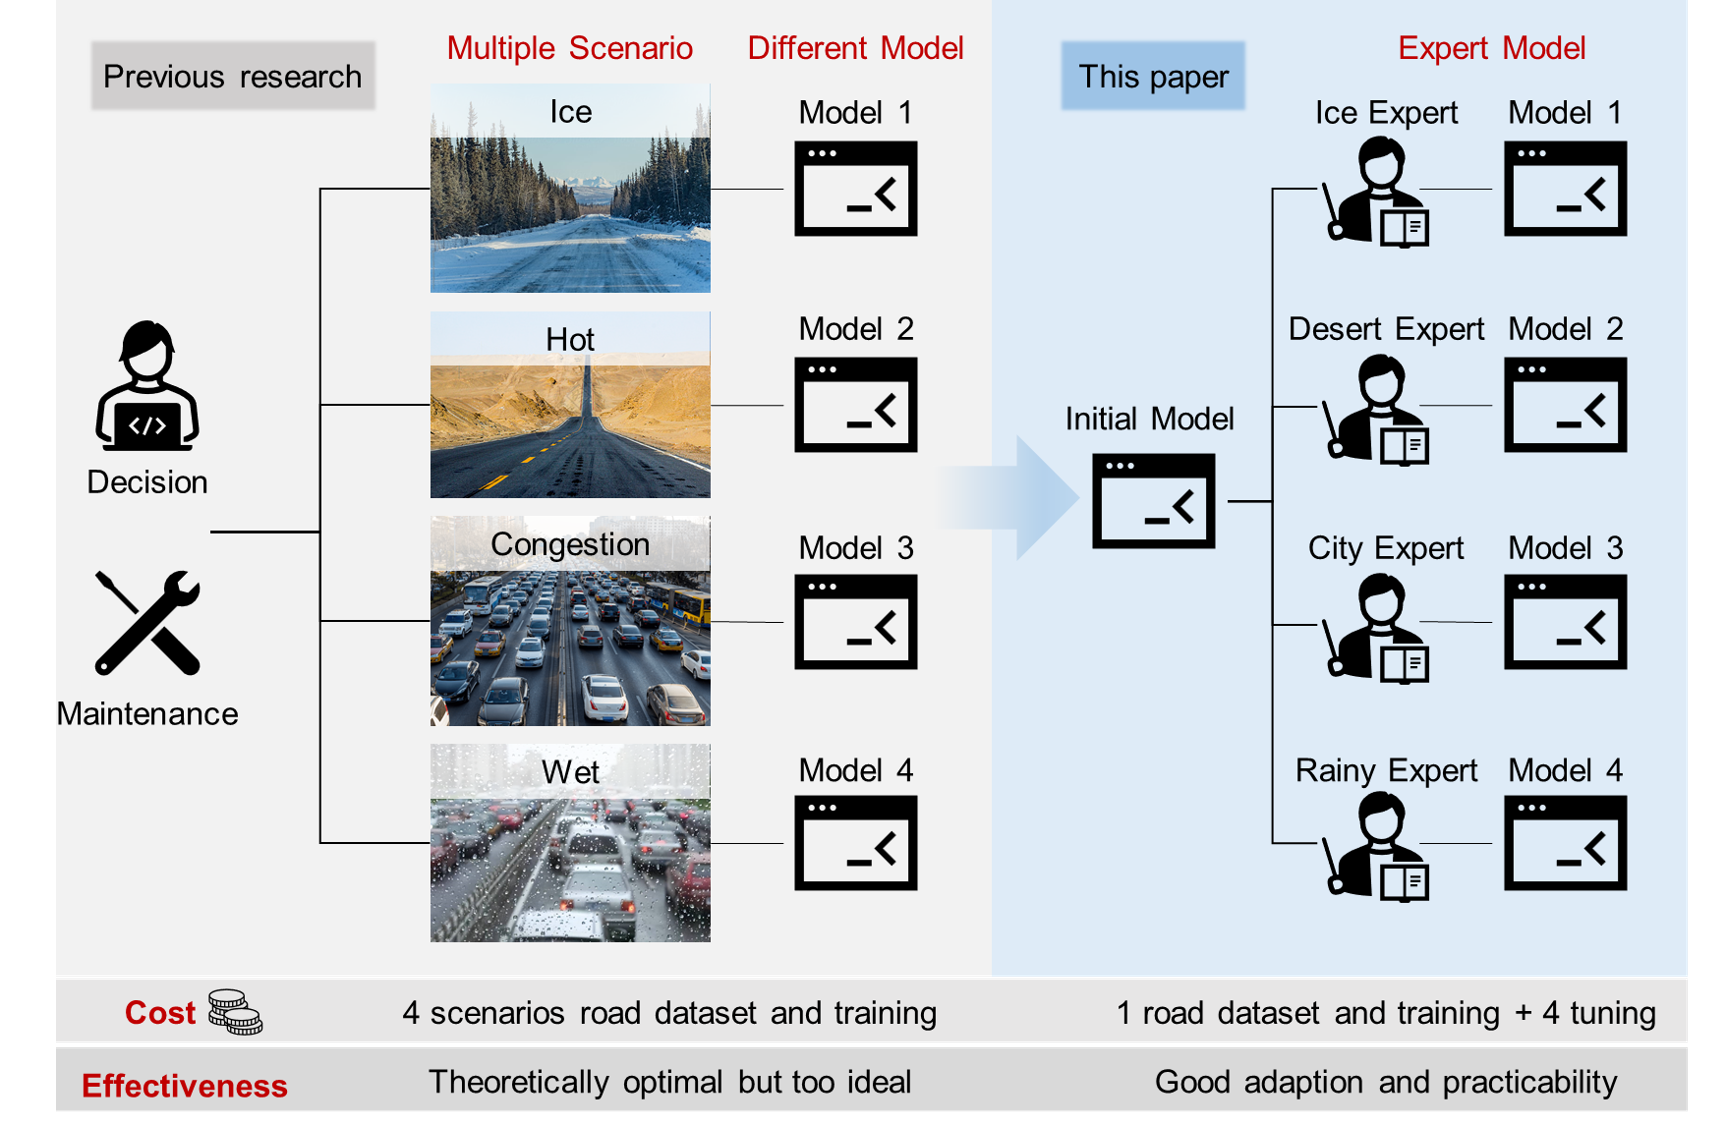 Previous research
Multiple Scenario
Different Model
Ice
Model 1
Hot
Model 2
Decision
</>
Congestion
Model 3
Maintenance
Wet
Model 4
This paper
Expert Model
Ice Expert
Model 1
Desert Expert
Model 2
Initial Model
City Expert
Model 3
Rainy Expert
Model 4
Cost
4 scenarios road dataset and training
1 road dataset and training + 4 tuning
Effectiveness
Theoretically optimal but too ideal
Good adaption and practicability